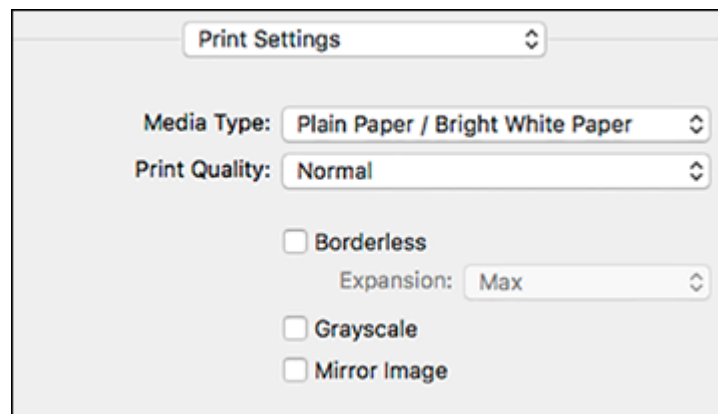 Print Settings
Media Type: Plain Paper / Bright White Paper
Print Quality: Normal
Borderless
Expansion: Max
Grayscale
Mirror Image